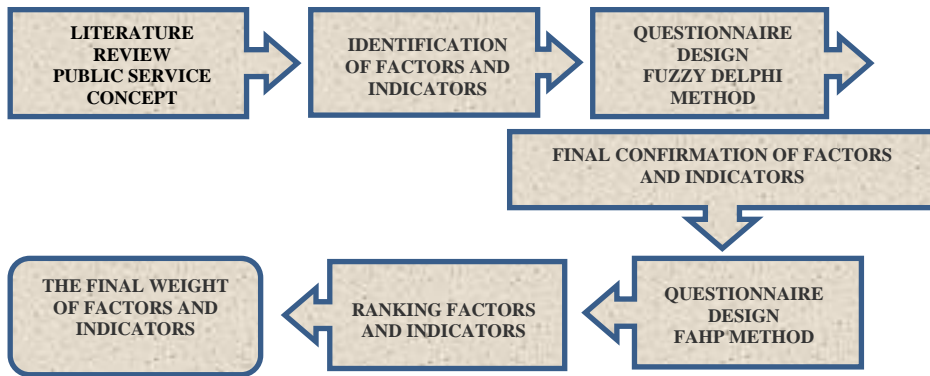 LITERATURE
REVIEW
PUBLIC SERVICE
CONCEPT
IDENTIFICATION
OF FACTORS AND
INDICATORS
QUESTIONNAIRE
DESIGN
FUZZY DELPHI
METHOD
FINAL CONFIRMATION OF FACTORS
AND INDICATORS
QUESTIONNAIRE
DESIGN
FAHP METHOD
RANKING FACTORS
AND INDICATORS
THE FINAL WEIGHT
OF FACTORS AND
INDICATORS